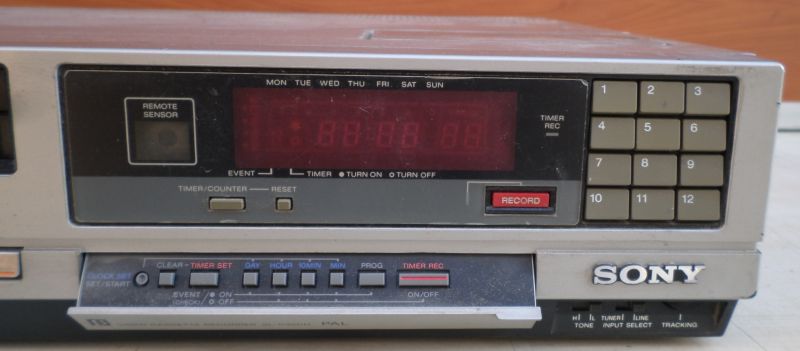 MON TUE WED THU FRI SAT SUN
REMOTE
SENSOR
TIMER
REC
EVENT TIMER TURN ON TURN OFF
TIMER/COUNTER RESET
RECORD
1 2 3
4 5 6
7 8 9
10 11 12
CLOCK SET
SET/START
CLEAR TIMER SET DAY HOUR 10MIN MIN PROG TIMER REC
EVENT/ ON
(CHECK)/ OFF
ON/OFF
PAL
SONY
H L TUNER LINE
TONE INPUT SELECT TRACKING